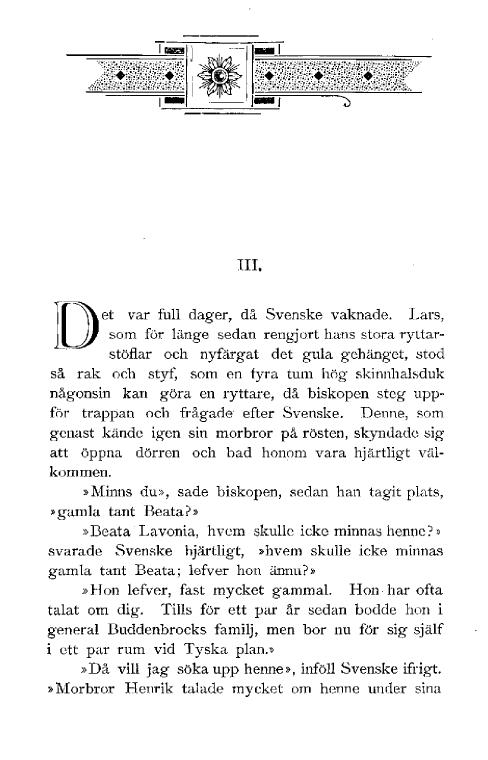 III.
Det var full dager, då Svenske vaknade. Lars,
som för länge sedan rengjort hans stora ryttar-
stöflar och nyfärgat det gula gehänget, stod
så rak och styf, som en fyra tum hög skinnhalsduk
någonsin kan göra en ryttare, då biskopen steg upp-
för trappan och frågade efter Svenske. Denne, som
genast kände igen sin morbror på rösten, skyndade sig
att öppna dörren och bad honom vara hjärtligt väl-
kommen.
»Minns du», sade biskopen, sedan han tagit plats,
»gamla tant Beata?»
»Beata Lavonia, hvem skulle icke minnas henne?»
svarade Svenske hjärtligt, »hvem skulle icke minnas
gamla tant Beata; lefver hon ännu?»
»Hon lefver, fast mycket gammal. Hon har ofta
talat om dig. Tills för ett par år sedan bodde hon i
general Buddenbrocks familj, men bor nu för sig själf
i ett par rum vid Tyska plan.»
»Då vill jag söka upp henne», inföll Svenske ifrigt.
»Morbror Henrik talade mycket om henne under sina